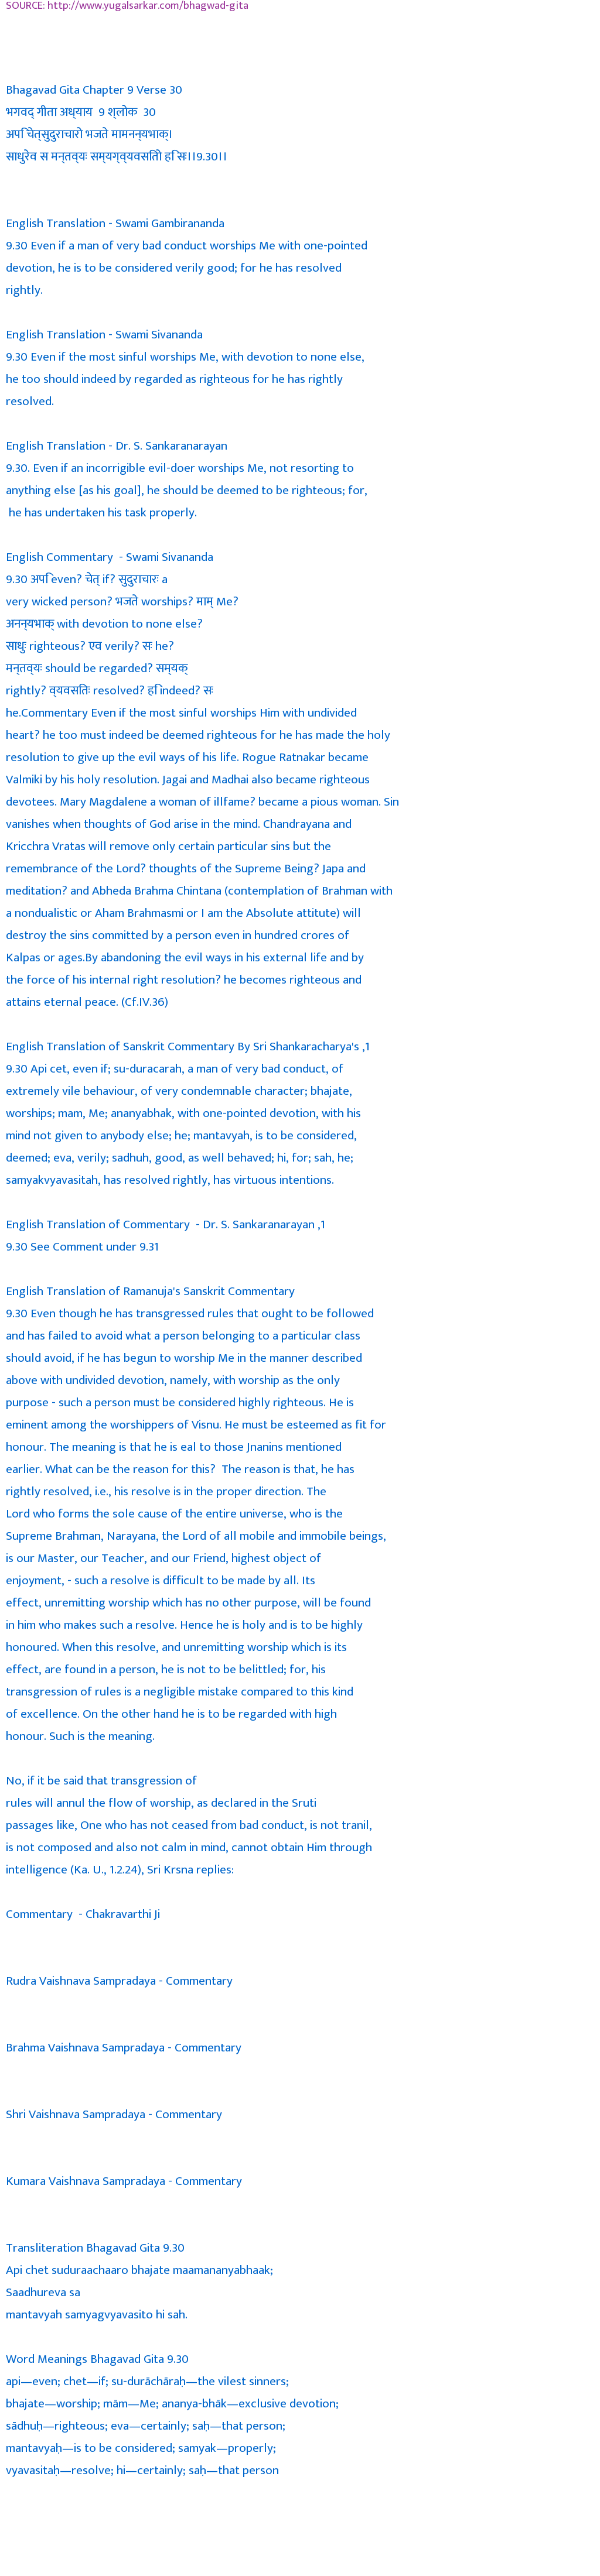 SOURCE: http://www.yugalsarkar.com/bhagwad-gita
Bhagavad Gita Chapter 9 Verse 30
भगवद् गीता अध्याय 9 श्लोक 30
अपि चेत्सुदुराचारो भजते मामनन्यभाक्।
साधुरेव स मन्तव्यः सम्यग्व्यवसितो हि सः।।9.30।।
English Translation - Swami Gambirananda
9.30 Even if a man of very bad conduct worships Me with one-pointed
devotion, he is to be considered verily good; for he has resolved
rightly.
English Translation - Swami Sivananda
9.30 Even if the most sinful worships Me, with devotion to none else,
he too should indeed by regarded as righteous for he has rightly
resolved.
English Translation - Dr. S. Sankaranarayan
9.30. Even if an incorrigible evil-doer worships Me, not resorting to
anything else [as his goal], he should be deemed to be righteous; for,
he has undertaken his task properly.
English Commentary - Swami Sivananda
9.30 अपि even? चेत् if? सुदुराचारः a
very wicked person? भजते worships? माम् Me?
अनन्यभाक् with devotion to none else?
साधुः righteous? एव verily? सः he?
मन्तव्यः should be regarded? सम्यक्
rightly? व्यवसितः resolved? हि indeed? सः
he.Commentary Even if the most sinful worships Him with undivided
heart? he too must indeed be deemed righteous for he has made the holy
resolution to give up the evil ways of his life. Rogue Ratnakar became
Valmiki by his holy resolution. Jagai and Madhai also became righteous
devotees. Mary Magdalene a woman of illfame? became a pious woman. Sin
vanishes when thoughts of God arise in the mind. Chandrayana and
Kricchra Vratas will remove only certain particular sins but the
remembrance of the Lord? thoughts of the Supreme Being? Japa and
meditation? and Abheda Brahma Chintana (contemplation of Brahman with
a nondualistic or Aham Brahmasmi or I am the Absolute attitute) will
destroy the sins committed by a person even in hundred crores of
Kalpas or ages.By abandoning the evil ways in his external life and by
the force of his internal right resolution? he becomes righteous and
attains eternal peace. (Cf.IV.36)
English Translation of Sanskrit Commentary By Sri Shankaracharya's ,1
9.30 Api cet, even if; su-duracarah, a man of very bad conduct, of
extremely vile behaviour, of very condemnable character; bhajate,
worships; mam, Me; ananyabhak, with one-pointed devotion, with his
mind not given to anybody else; he; mantavyah, is to be considered,
deemed; eva, verily; sadhuh, good, as well behaved; hi, for; sah, he;
samyakvyavasitah, has resolved rightly, has virtuous intentions.
English Translation of Commentary - Dr. S. Sankaranarayan ,1
9.30 See Comment under 9.31
English Translation of Ramanuja's Sanskrit Commentary
9.30 Even though he has transgressed rules that ought to be followed
and has failed to avoid what a person belonging to a particular class
should avoid, if he has begun to worship Me in the manner described
above with undivided devotion, namely, with worship as the only
purpose - such a person must be considered highly righteous. He is
eminent among the worshippers of Visnu. He must be esteemed as fit for
honour. The meaning is that he is eal to those Jnanins mentioned
earlier. What can be the reason for this? The reason is that, he has
rightly resolved, i.e., his resolve is in the proper direction. The
Lord who forms the sole cause of the entire universe, who is the
Supreme Brahman, Narayana, the Lord of all mobile and immobile beings,
is our Master, our Teacher, and our Friend, highest object of
enjoyment, - such a resolve is difficult to be made by all. Its
effect, unremitting worship which has no other purpose, will be found
in him who makes such a resolve. Hence he is holy and is to be highly
honoured. When this resolve, and unremitting worship which is its
effect, are found in a person, he is not to be belittled; for, his
transgression of rules is a negligible mistake compared to this kind
of excellence. On the other hand he is to be regarded with high
honour. Such is the meaning.
No, if it be said that transgression of
rules will annul the flow of worship, as declared in the Sruti
passages like, One who has not ceased from bad conduct, is not tranil,
is not composed and also not calm in mind, cannot obtain Him through
intelligence (Ka. U., 1.2.24), Sri Krsna replies:
Commentary - Chakravarthi Ji
Rudra Vaishnava Sampradaya - Commentary
Brahma Vaishnava Sampradaya - Commentary
Shri Vaishnava Sampradaya - Commentary
Kumara Vaishnava Sampradaya - Commentary
Transliteration Bhagavad Gita 9.30
Api chet suduraachaaro bhajate maamananyabhaak;
Saadhureva sa
mantavyah samyagvyavasito hi sah.
Word Meanings Bhagavad Gita 9.30
api—even; chet—if; su-durāchāraḥ—the vilest sinners;
bhajate—worship; mām—Me; ananya-bhāk—exclusive devotion;
sādhuḥ—righteous; eva—certainly; saḥ—that person;
mantavyaḥ—is to be considered; samyak—properly;
vyavasitaḥ—resolve; hi—certainly; saḥ—that person